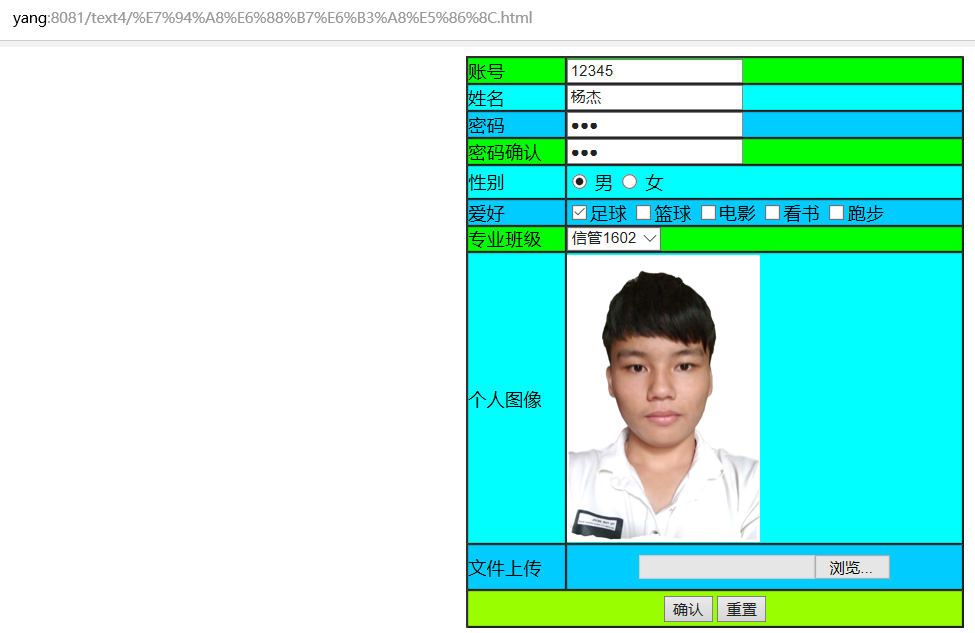 yang:8081/text4/%E7%94%A8%E6%88%B7%E6%B3%A8%E5%86%8C.html
账号 12345
姓名 杨杰
密码 ●●●
密码确认 ●●●
性别 男 女
爱好 足球 篮球 电影 看书 跑步
专业班级 信管1602
个人图像
文件上传 浏览...
确认 重置